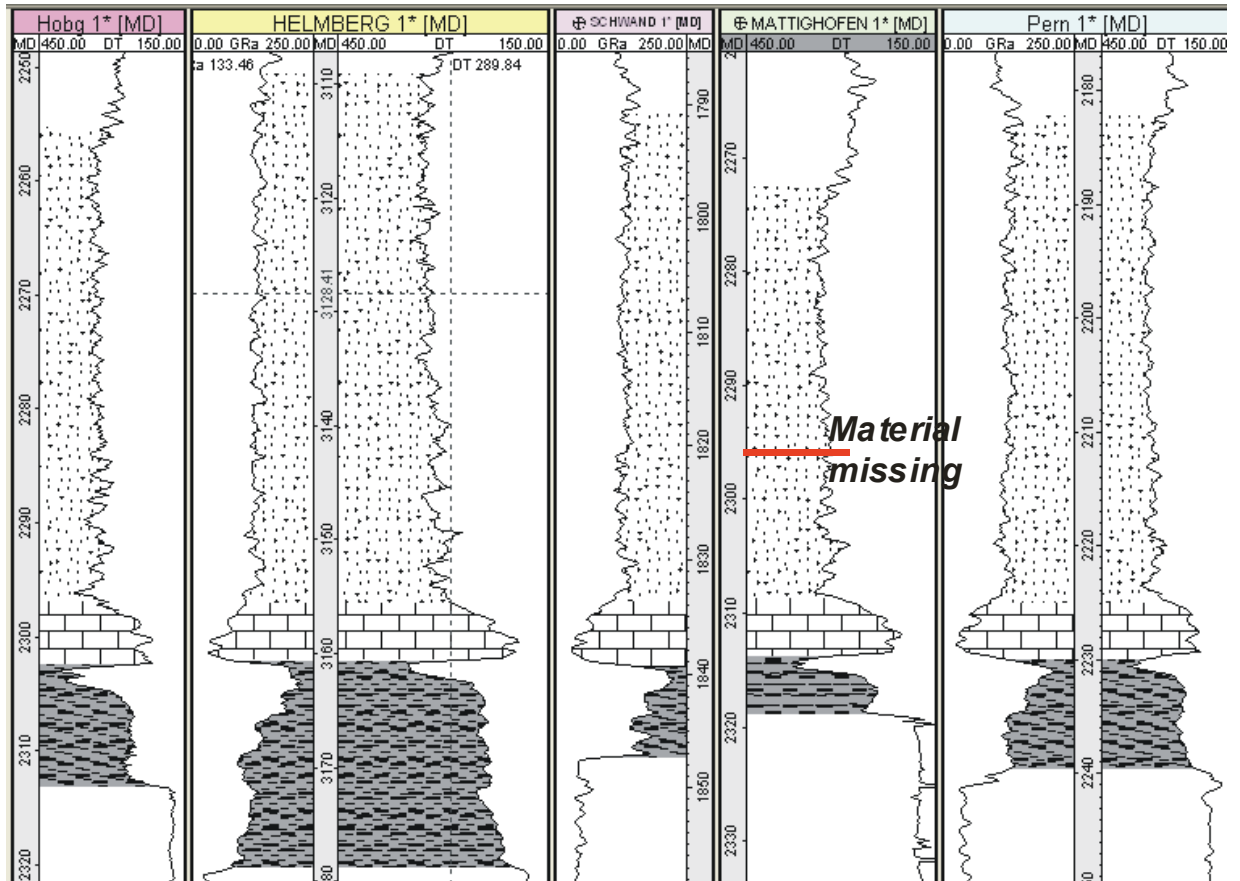 Hobg 1* [MD]
MD 450.00 DT 150.00
2260
2270
2280
2290
2300
2310
2320
HELMBERG 1* [MD]
0.00 GRa 250.00 MD 450.00 DT 150.00
a 133.46
DT 289.84
3110
3120
3128.41
3140
3150
3160
3170
80
⊕ SCHWAND 1* [MD]
0.00 GRa 250.00 MD
1790
1800
1810
1820
1830
1840
1850
⊕ MATTIGHOFEN 1* [MD]
MD 450.00 DT 150.00
2270
2280
2290
2300
2310
2320
2330
Material
missing
Pern 1* [MD]
0.00 GRa 250.00 MD 450.00 DT 150.00
2180
2190
2200
2210
2220
2230
2240